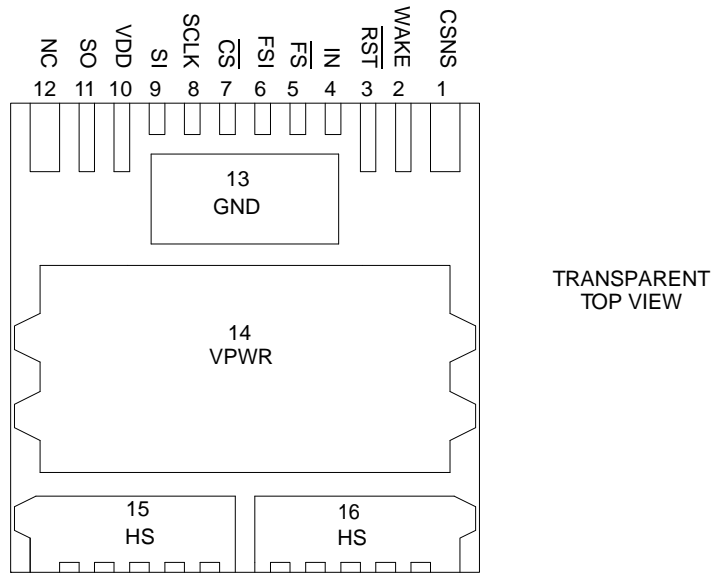 NC SO VDD SI SCLK CS FSI FS IN RST WAKE CSNS
12 11 10 9 8 7 6 5 4 3 2 1
13
GND
TRANSPARENT
TOP VIEW
14
VPWR
15
HS
16
HS